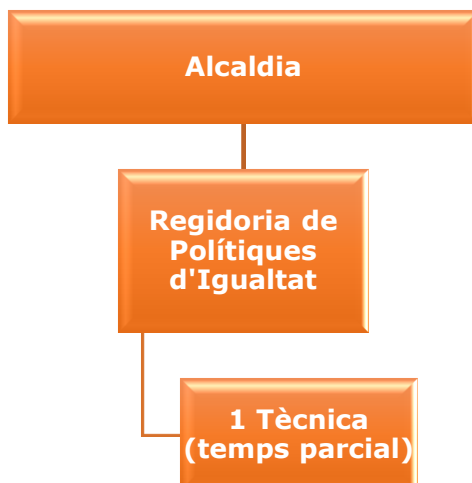 Alcaldia
Regidoria de
Polítiques
d'Igualtat
1 Tècnica
(temps parcial)